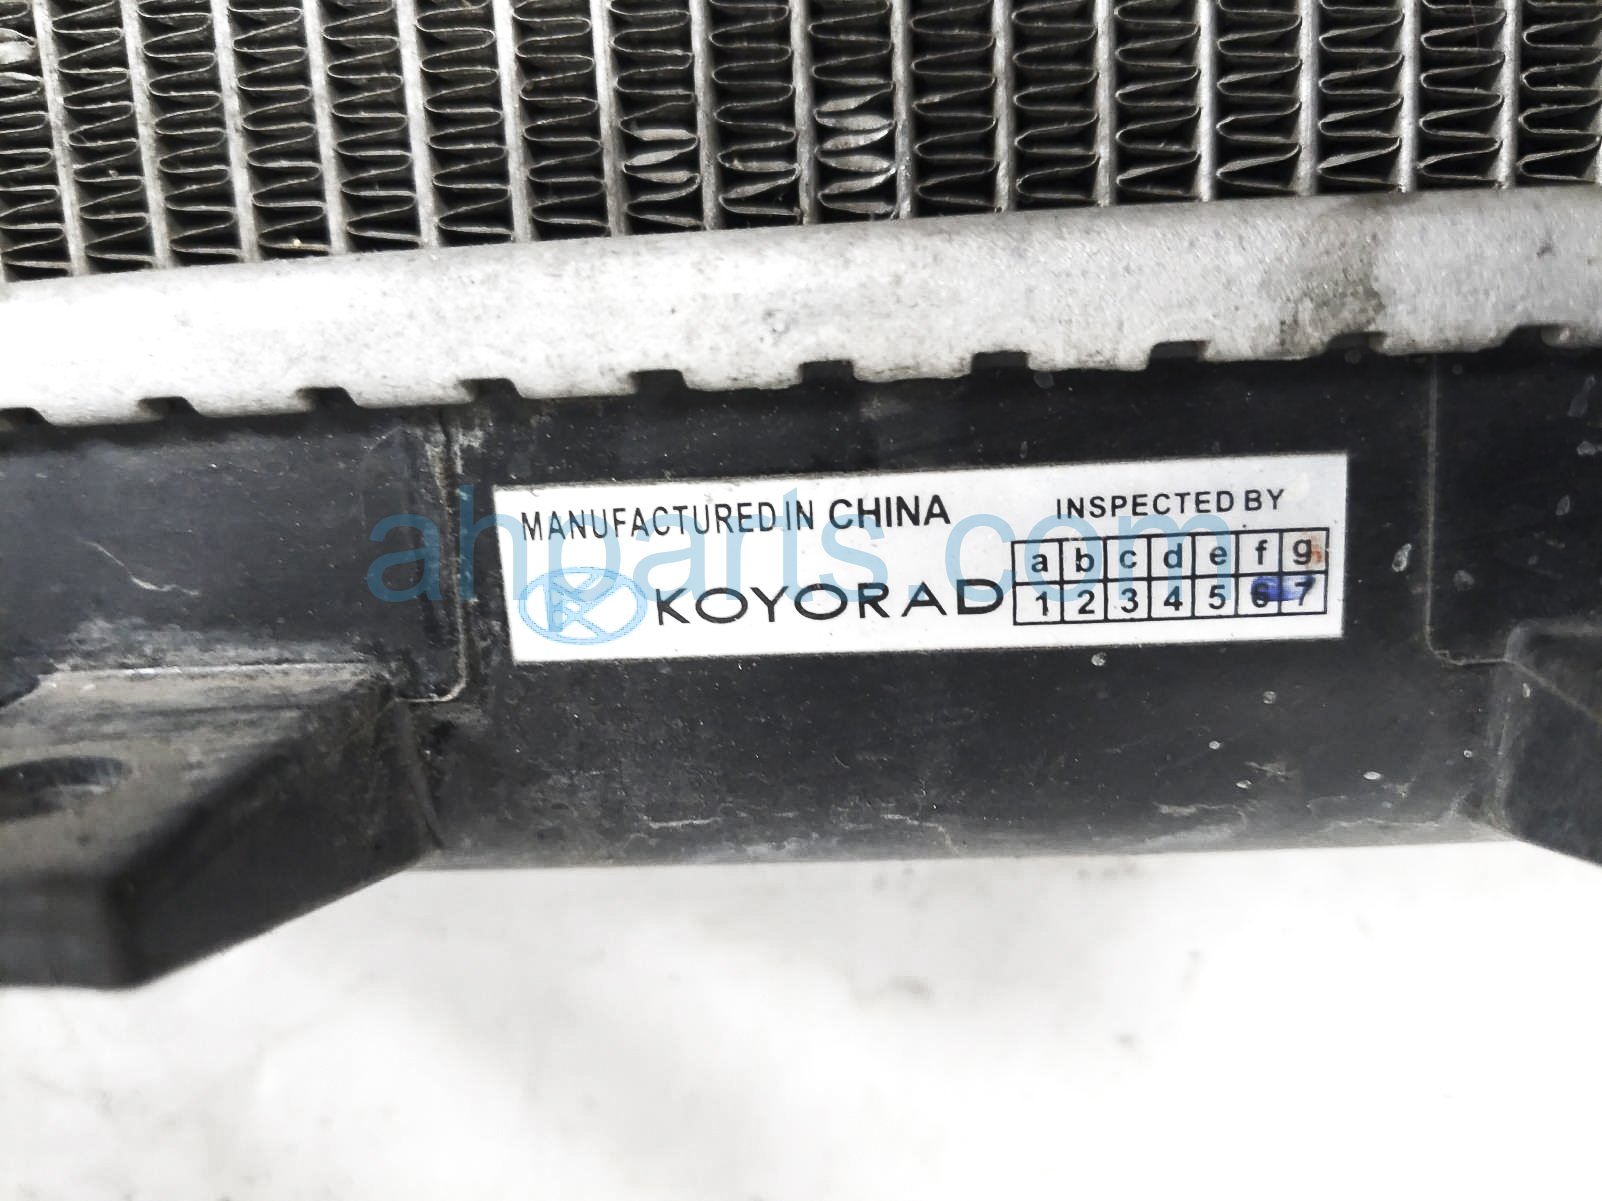 MANUFACTURED IN CHINA
KOYORAD
INSPECTED BY
a b c d e f g
1 2 3 4 5 6 7
ahparts.com